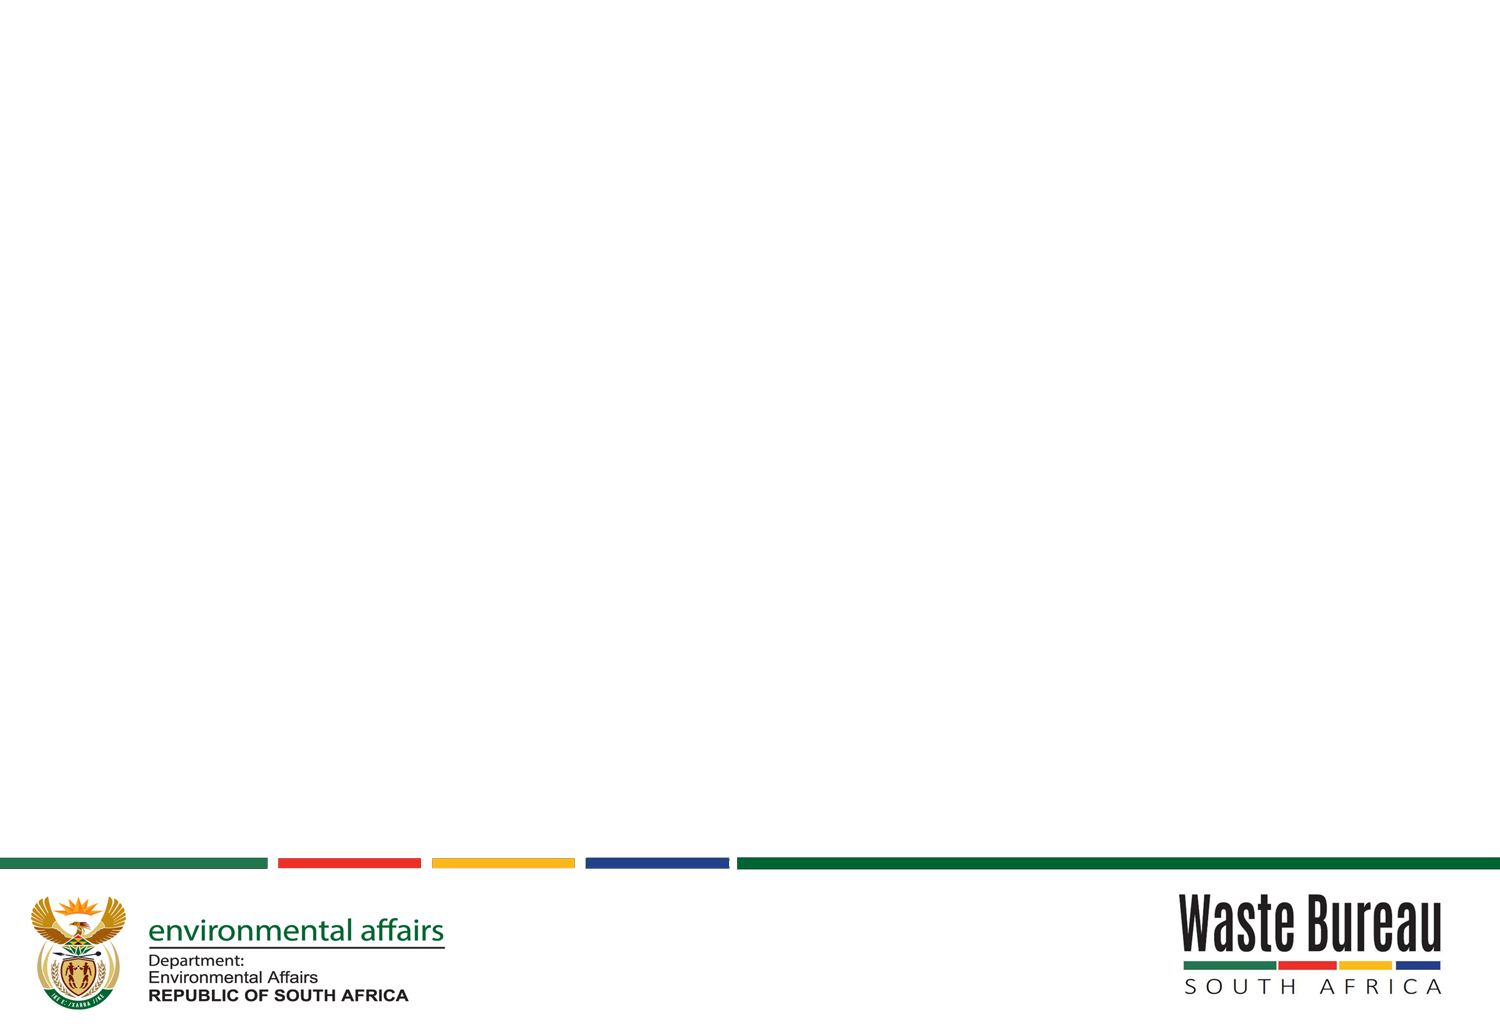 environmental affairs
Department:
Environmental Affairs
REPUBLIC OF SOUTH AFRICA
Waste Bureau
SOUTH AFRICA